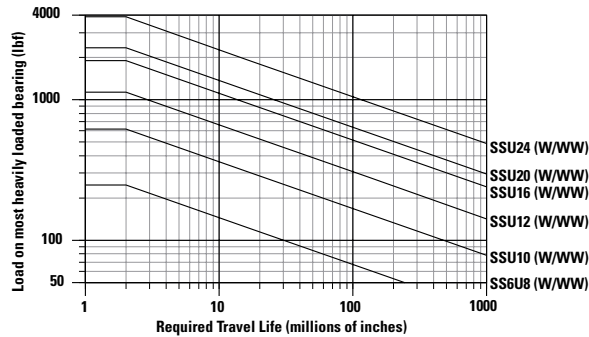 Load on most heavily loaded bearing (lbf)
4000
1000
100
50
1
10
100
1000
Required Travel Life (millions of inches)
SSU24 (W/WW)
SSU20 (W/WW)
SSU16 (W/WW)
SSU12 (W/WW)
SSU10 (W/WW)
SS6U8 (W/WW)